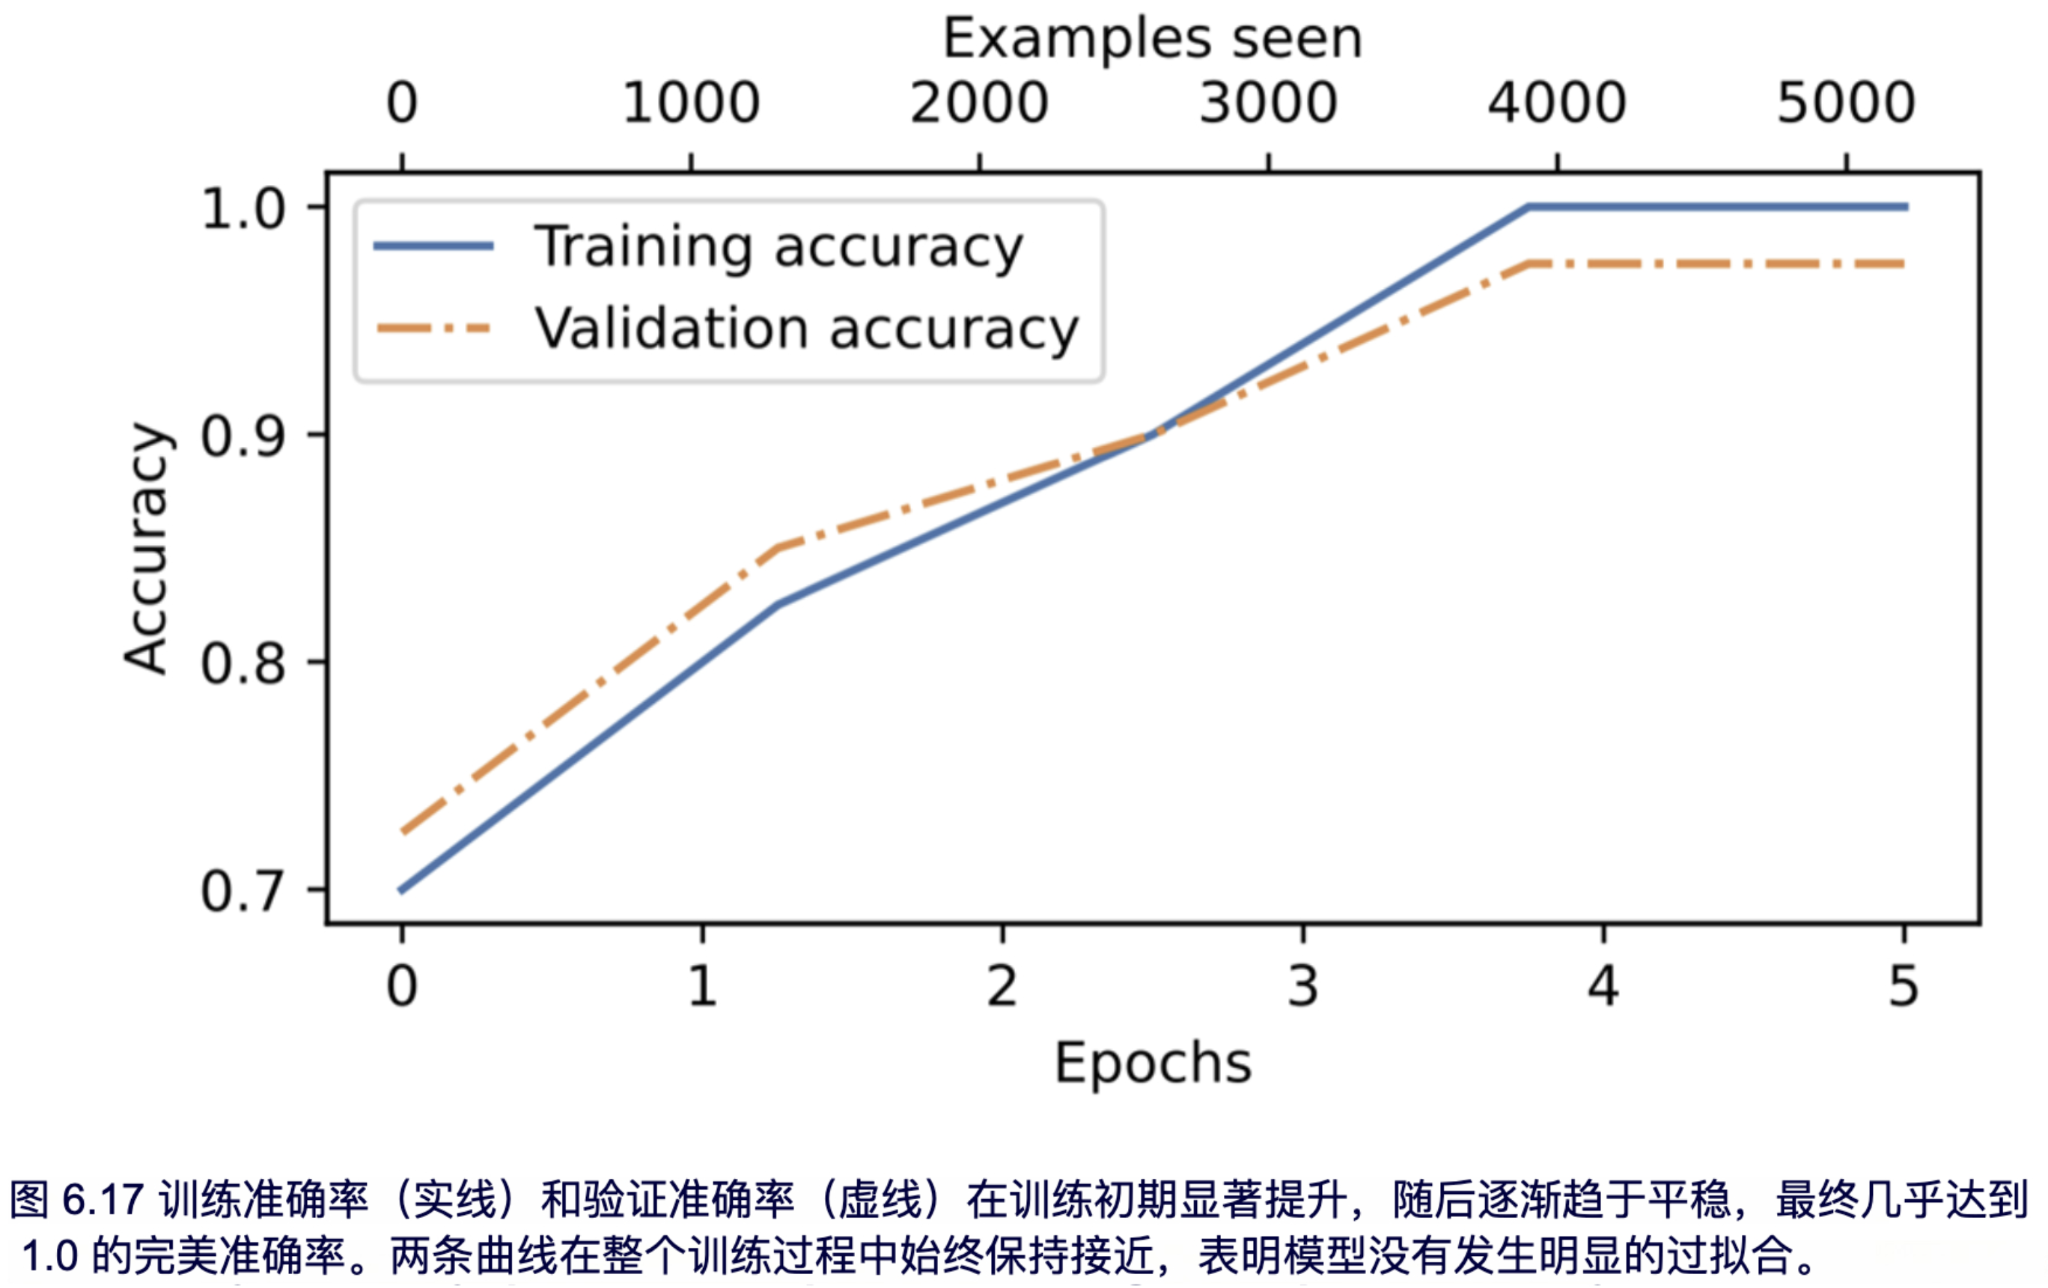 Examples seen
0 1000 2000 3000 4000 5000
1.0
0.9
0.8
0.7
Accuracy
Training accuracy
Validation accuracy
0 1 2 3 4 5
Epochs
图 6.17 训练准确率（实线）和验证准确率（虚线）在训练初期显著提升，随后逐渐趋于平稳，最终几乎达到
1.0 的完美准确率。两条曲线在整个训练过程中始终保持接近，表明模型没有发生明显的过拟合。